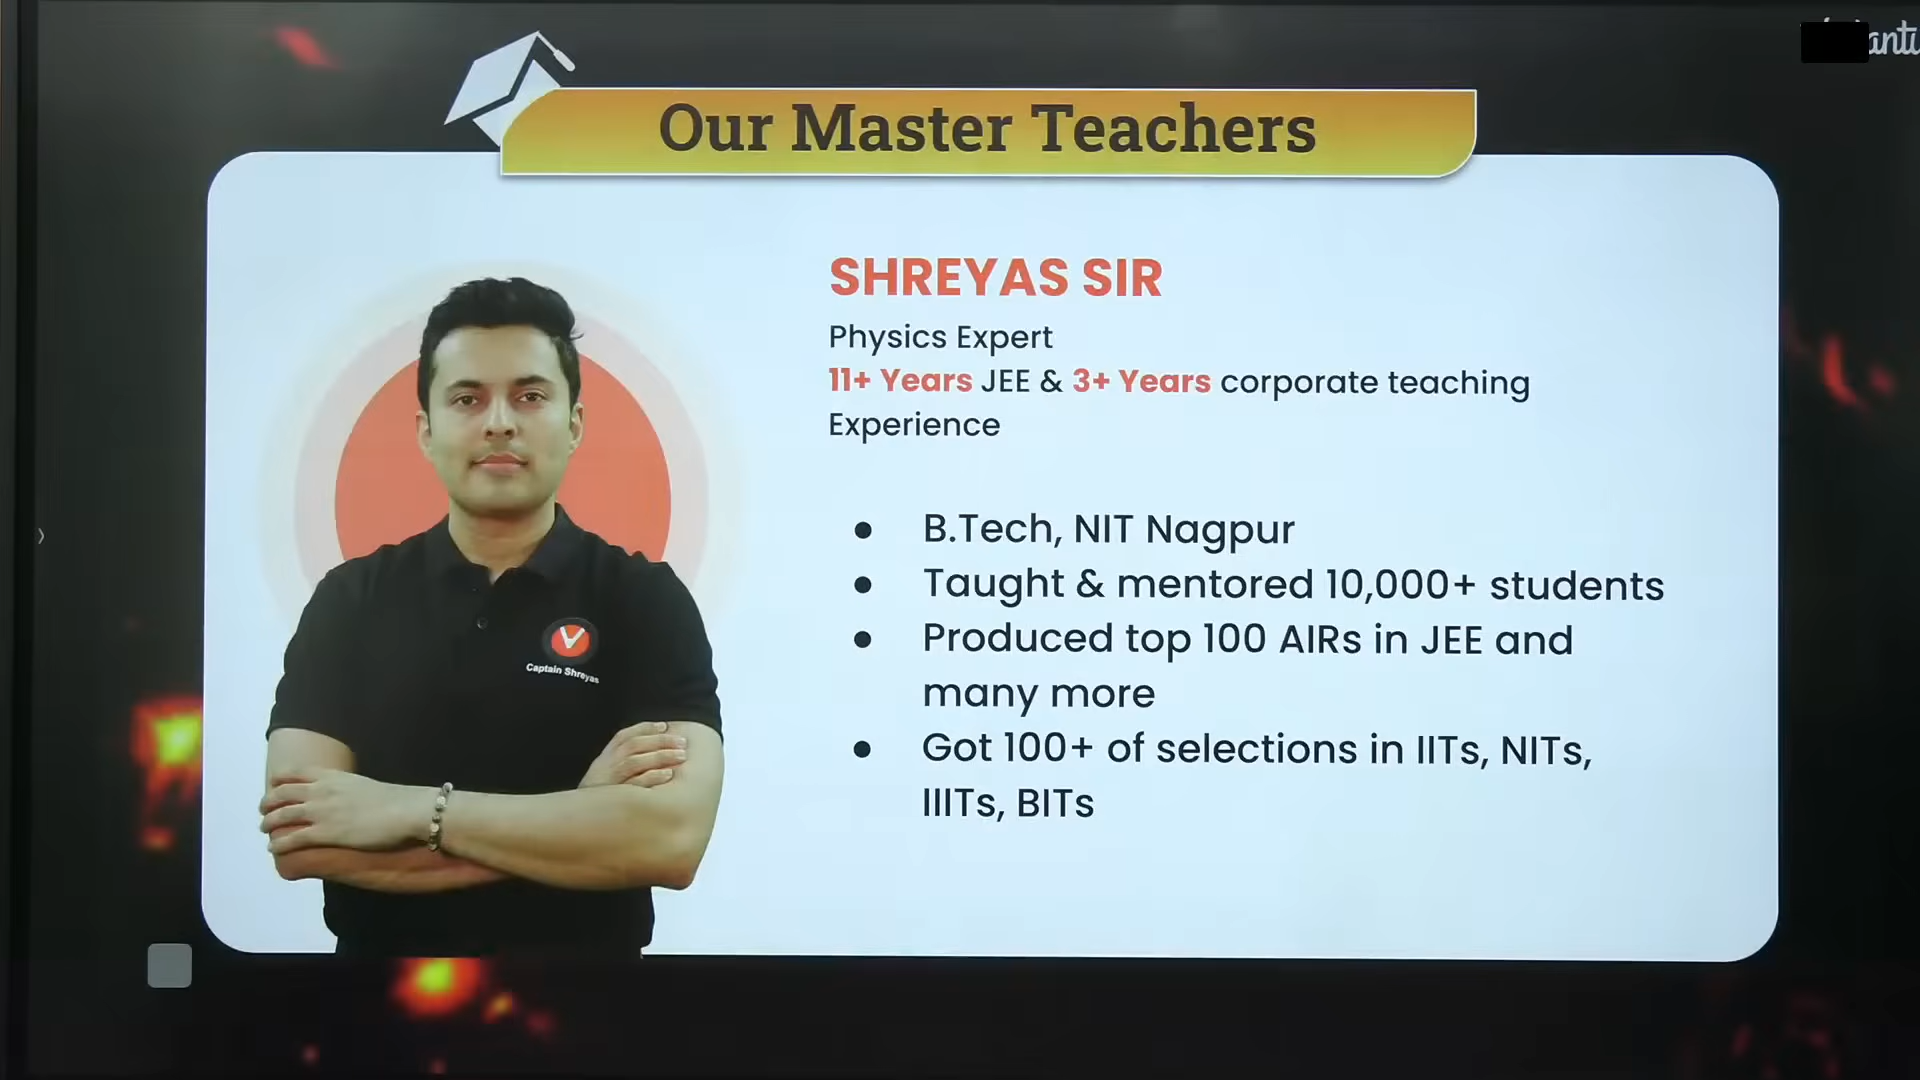 Our Master Teachers
SHREYAS SIR
Physics Expert
11+ Years JEE & 3+ Years corporate teaching
Experience
● B.Tech, NIT Nagpur
● Taught & mentored 10,000+ students
● Produced top 100 AIRs in JEE and
many more
● Got 100+ of selections in IITs, NITs,
IIITs, BITs
Captain Shreyas